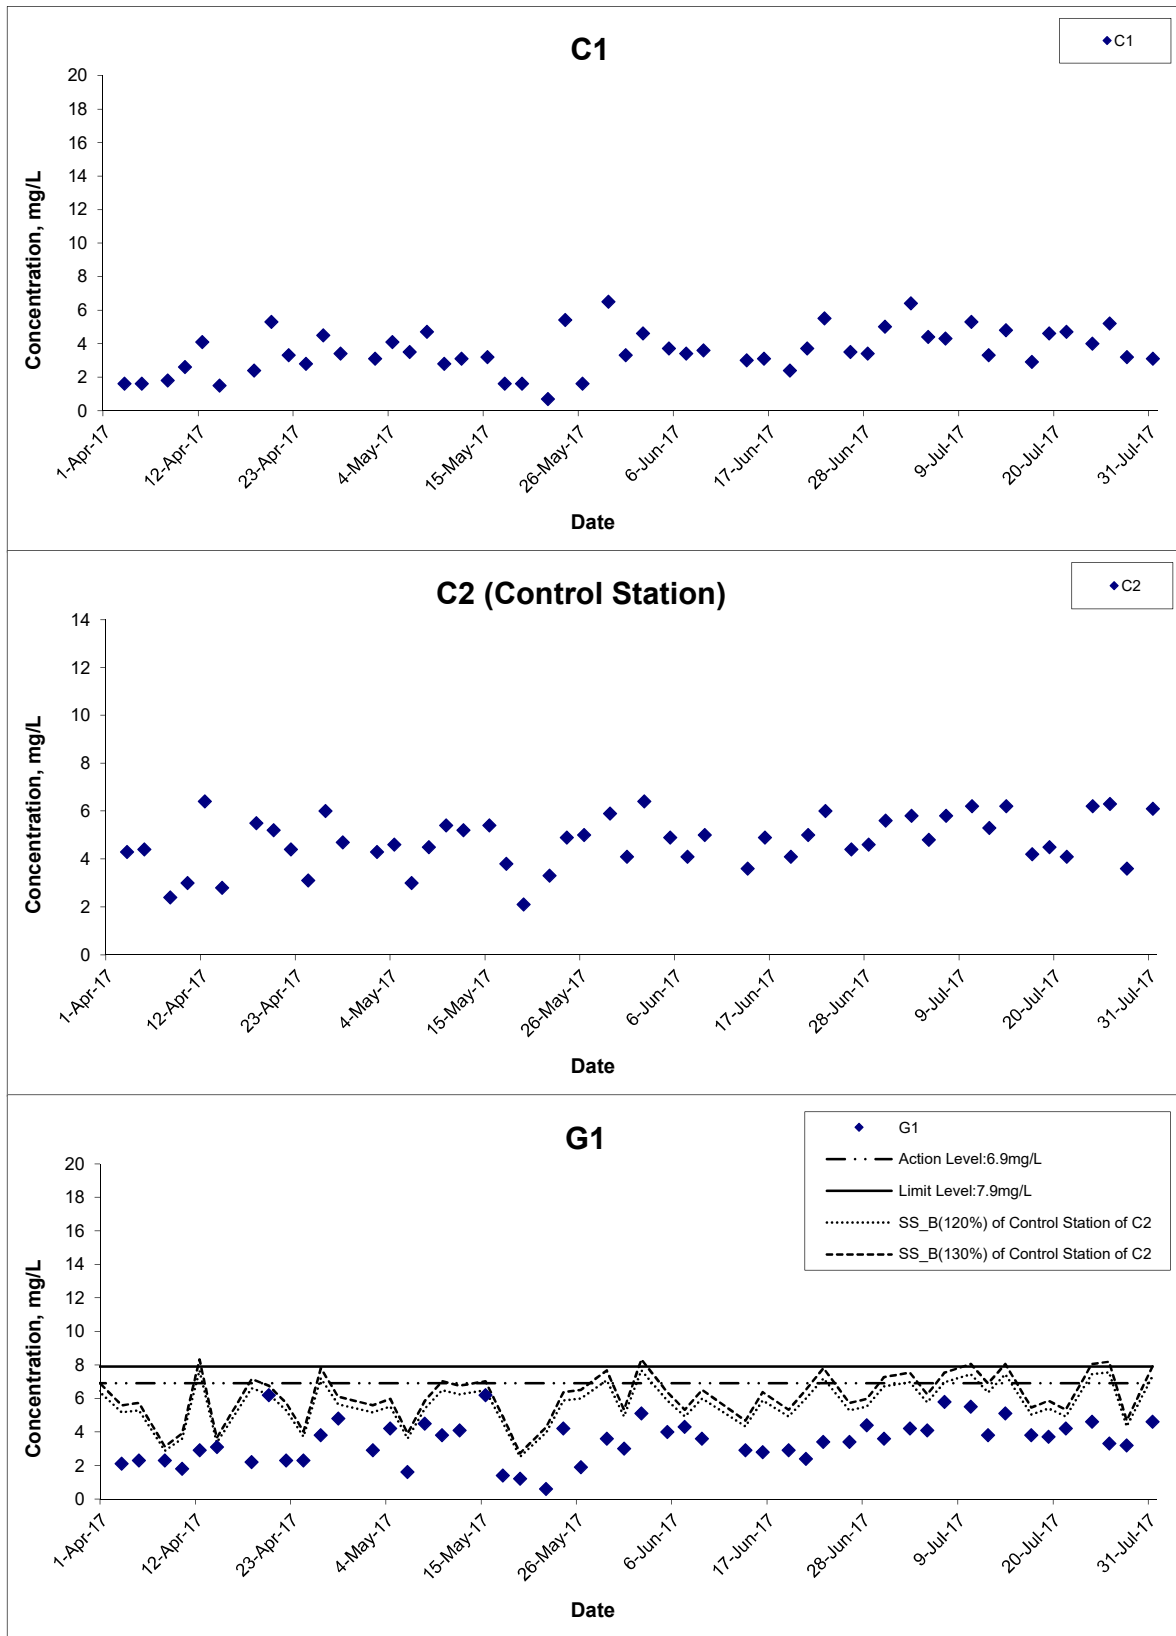 C1
C1
20
18
16
14
12
10
8
6
4
2
0
Concentration, mg/L
1-Apr-17
12-Apr-17
23-Apr-17
4-May-17
15-May-17
26-May-17
6-Jun-17
17-Jun-17
28-Jun-17
9-Jul-17
20-Jul-17
31-Jul-17
Date
C2 (Control Station)
C2
14
12
10
8
6
4
2
0
Concentration, mg/L
1-Apr-17
12-Apr-17
23-Apr-17
4-May-17
15-May-17
26-May-17
6-Jun-17
17-Jun-17
28-Jun-17
9-Jul-17
20-Jul-17
31-Jul-17
Date
G1
G1
Action Level:6.9mg/L
Limit Level:7.9mg/L
SS_B(120%) of Control Station of C2
SS_B(130%) of Control Station of C2
20
18
16
14
12
10
8
6
4
2
0
Concentration, mg/L
1-Apr-17
12-Apr-17
23-Apr-17
4-May-17
15-May-17
26-May-17
6-Jun-17
17-Jun-17
28-Jun-17
9-Jul-17
20-Jul-17
31-Jul-17
Date